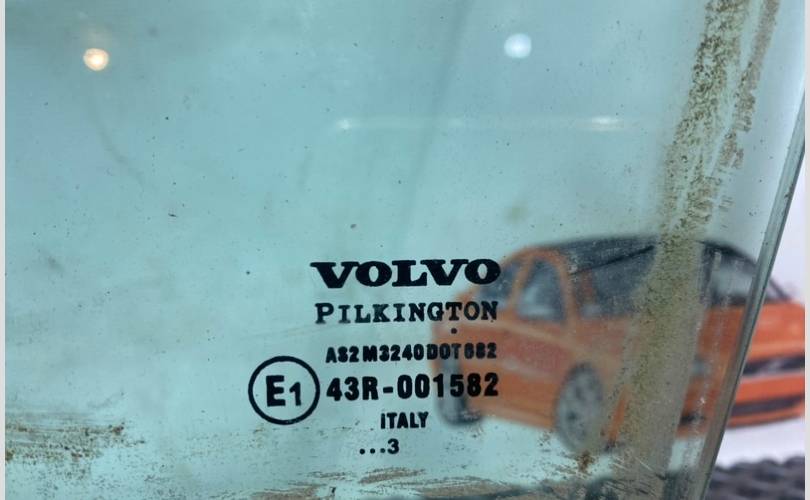 VOLVO
PILKINGTON
AS2 M3240 DOT 682
E1 43R-001582
ITALY
...3